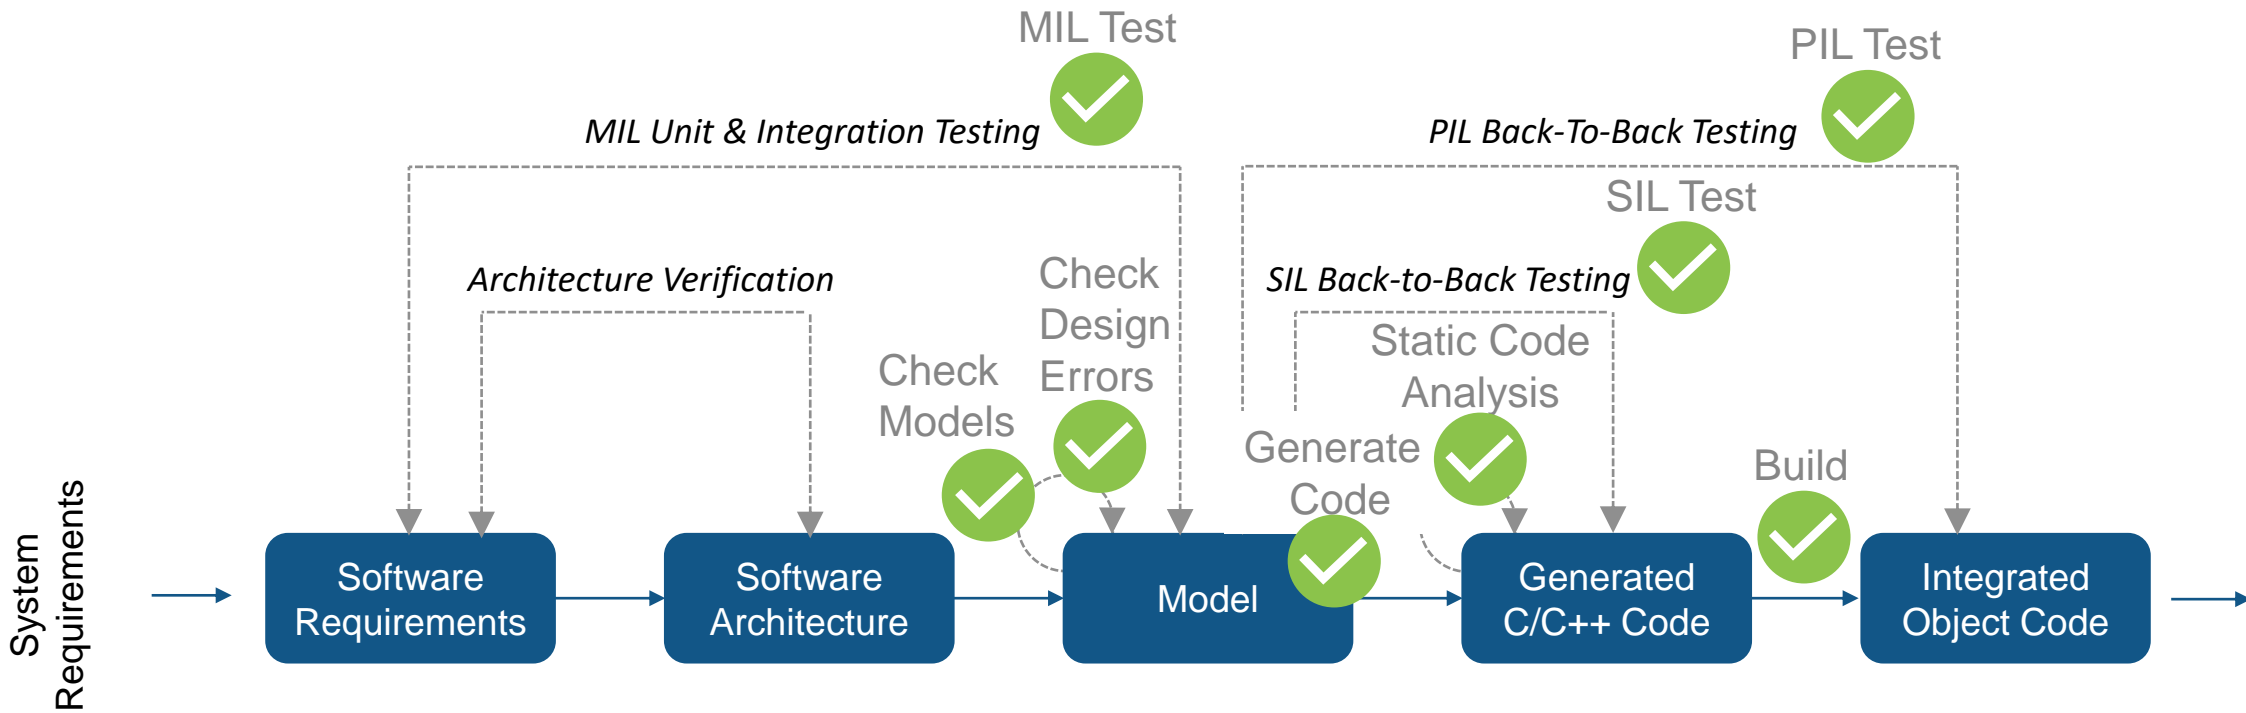 MIL Test
PIL Test
MIL Unit & Integration Testing
PIL Back-To-Back Testing
SIL Test
Architecture Verification
Check
Design
Errors
SIL Back-to-Back Testing
Check
Models
Static Code
Analysis
Generate
Code
Build
System
Requirements
Software
Requirements
Software
Architecture
Model
Generated
C/C++ Code
Integrated
Object Code